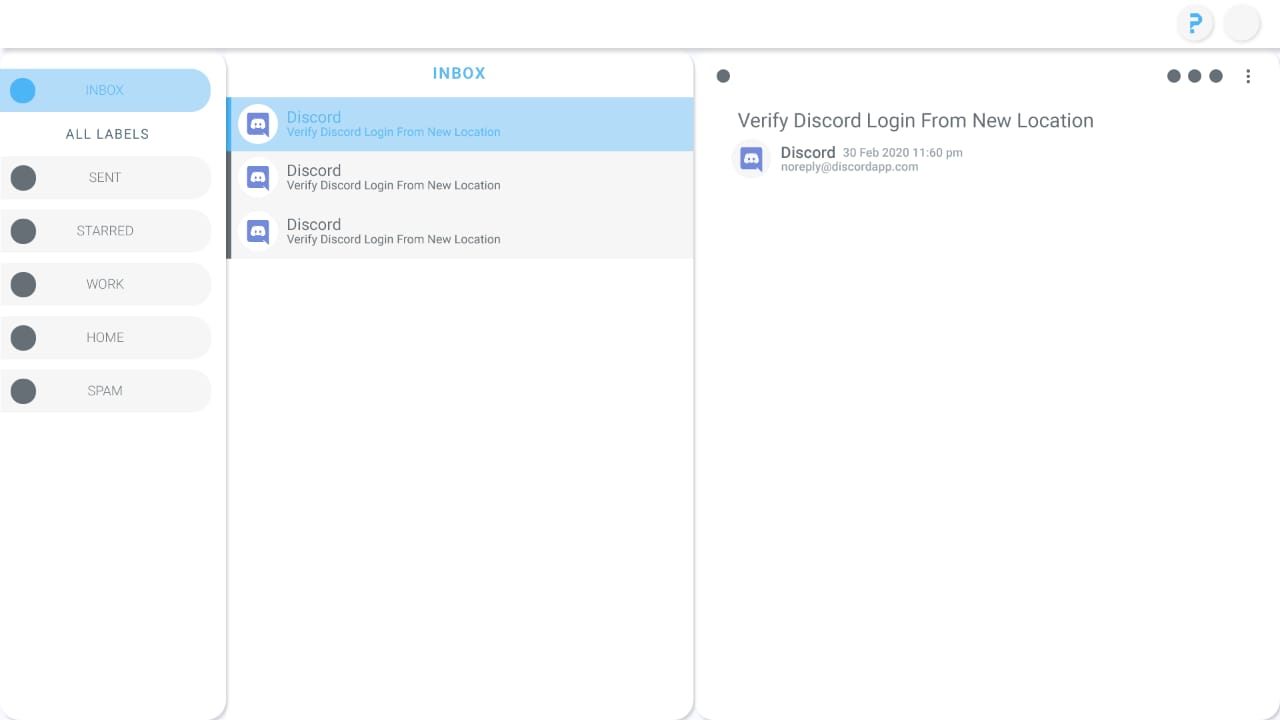 INBOX
ALL LABELS
SENT
STARRED
WORK
HOME
SPAM
INBOX
Discord
Verify Discord Login From New Location
Discord
Verify Discord Login From New Location
Discord
Verify Discord Login From New Location
Verify Discord Login From New Location
Discord 30 Feb 2020 11:60 pm
noreply@discordapp.com